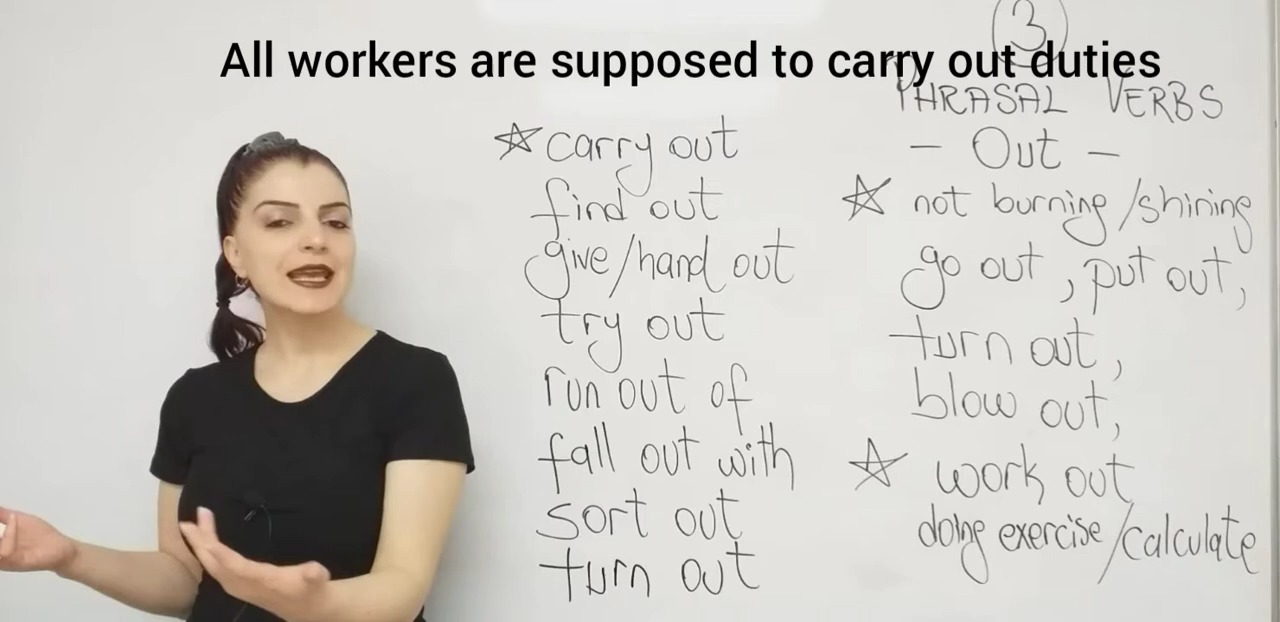 All workers are supposed to carry out duties
3
PHRASAL VERBS
- Out -
☆ not burning/shining
go out, put out,
turn out,
blow out,
☆ work out
doing exercise/calculate
☆ carry out
find out
give/hand out
try out
run out of
fall out with
sort out
turn out